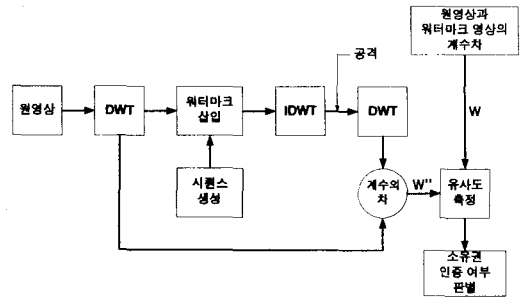 원영상과
워터마크 영상의
계수차
공격
원영상
DWT
워터마크
삽입
IDWT
DWT
W
시퀀스
생성
계수의
차
W"
유사도
측정
소유권
인증 여부
판별